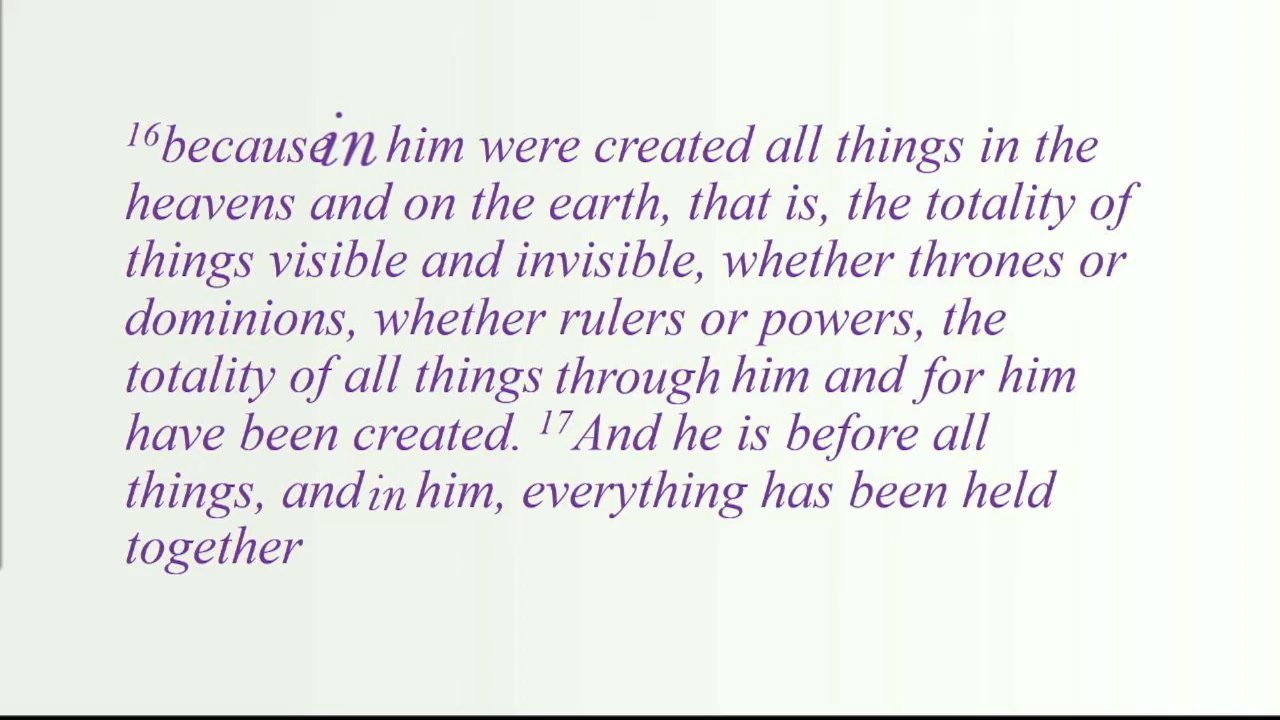 16because in him were created all things in the
heavens and on the earth, that is, the totality of
things visible and invisible, whether thrones or
dominions, whether rulers or powers, the
totality of all things through him and for him
have been created. 17And he is before all
things, and in him, everything has been held
together